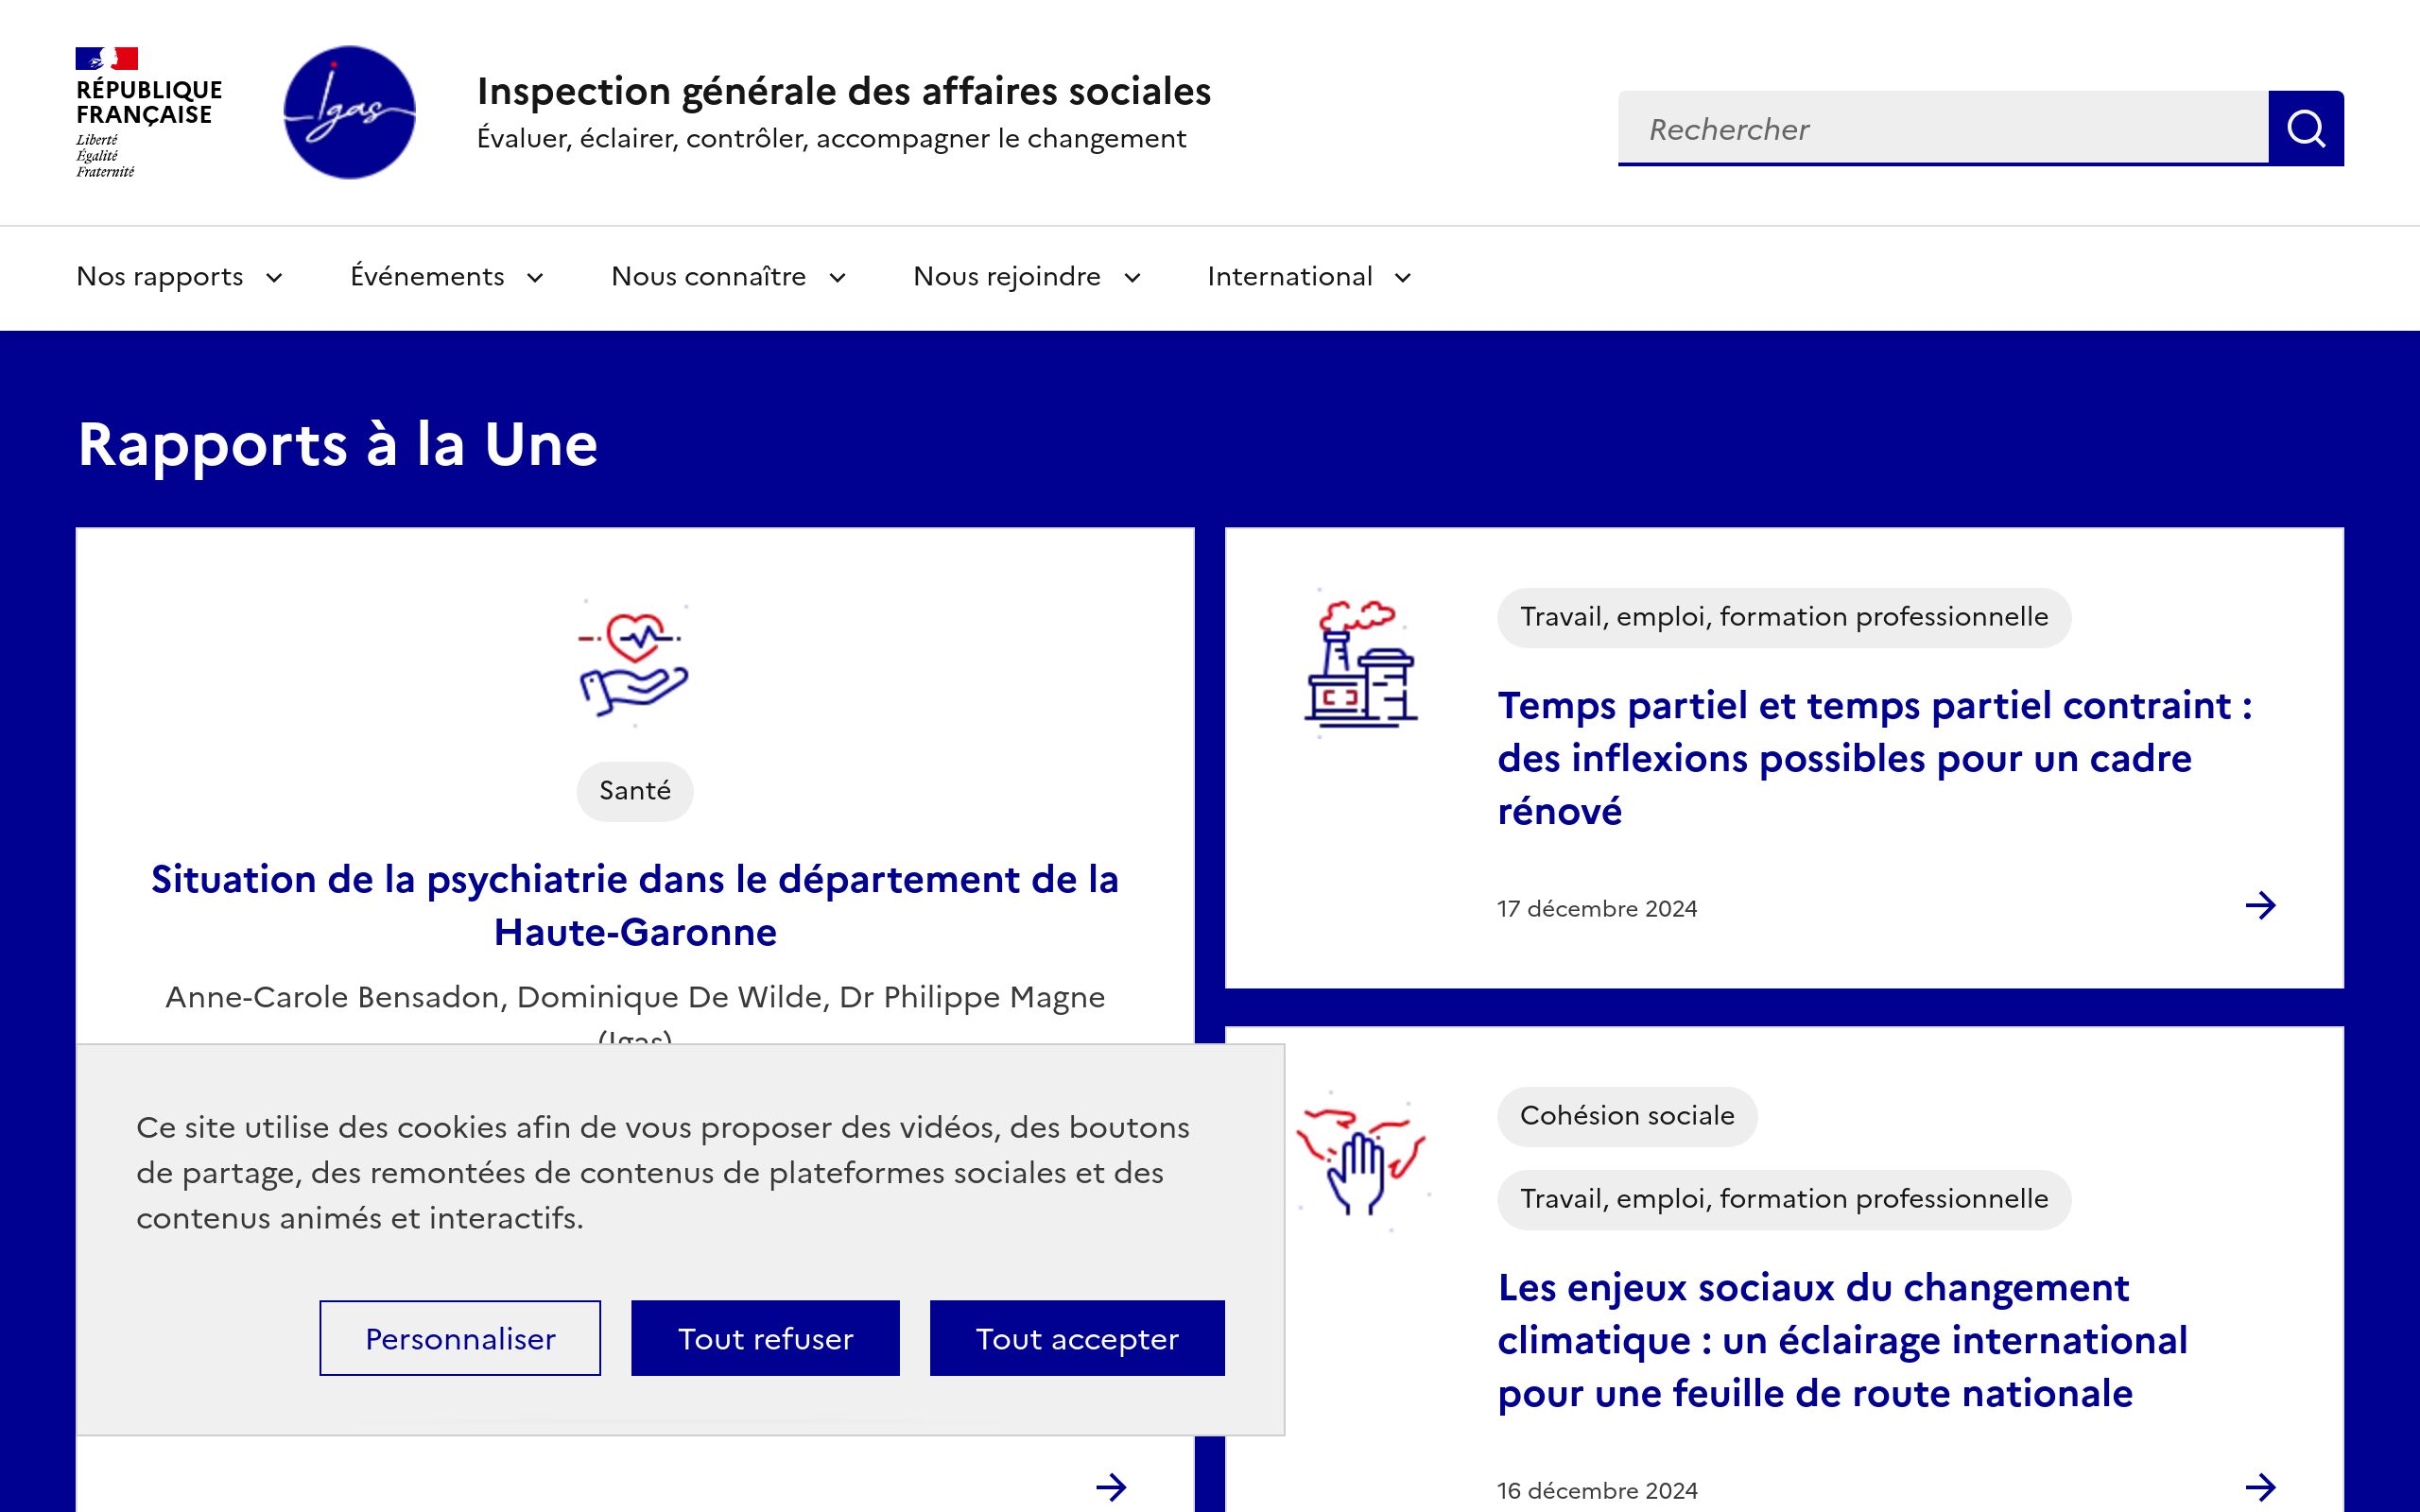 RÉPUBLIQUE
FRANÇAISE
Liberté
Égalité
Fraternité
Igas
Inspection générale des affaires sociales
Évaluer, éclairer, contrôler, accompagner le changement
Rechercher
Nos rapports
Événements
Nous connaître
Nous rejoindre
International
Rapports à la Une
Santé
Situation de la psychiatrie dans le département de la
Haute-Garonne
Anne-Carole Bensadon, Dominique De Wilde, Dr Philippe Magne
(Igas)
Travail, emploi, formation professionnelle
Temps partiel et temps partiel contraint :
des inflexions possibles pour un cadre
rénové
17 décembre 2024
Cohésion sociale
Travail, emploi, formation professionnelle
Les enjeux sociaux du changement
climatique : un éclairage international
pour une feuille de route nationale
16 décembre 2024
Ce site utilise des cookies afin de vous proposer des vidéos, des boutons
de partage, des remontées de contenus de plateformes sociales et des
contenus animés et interactifs.
Personnaliser
Tout refuser
Tout accepter